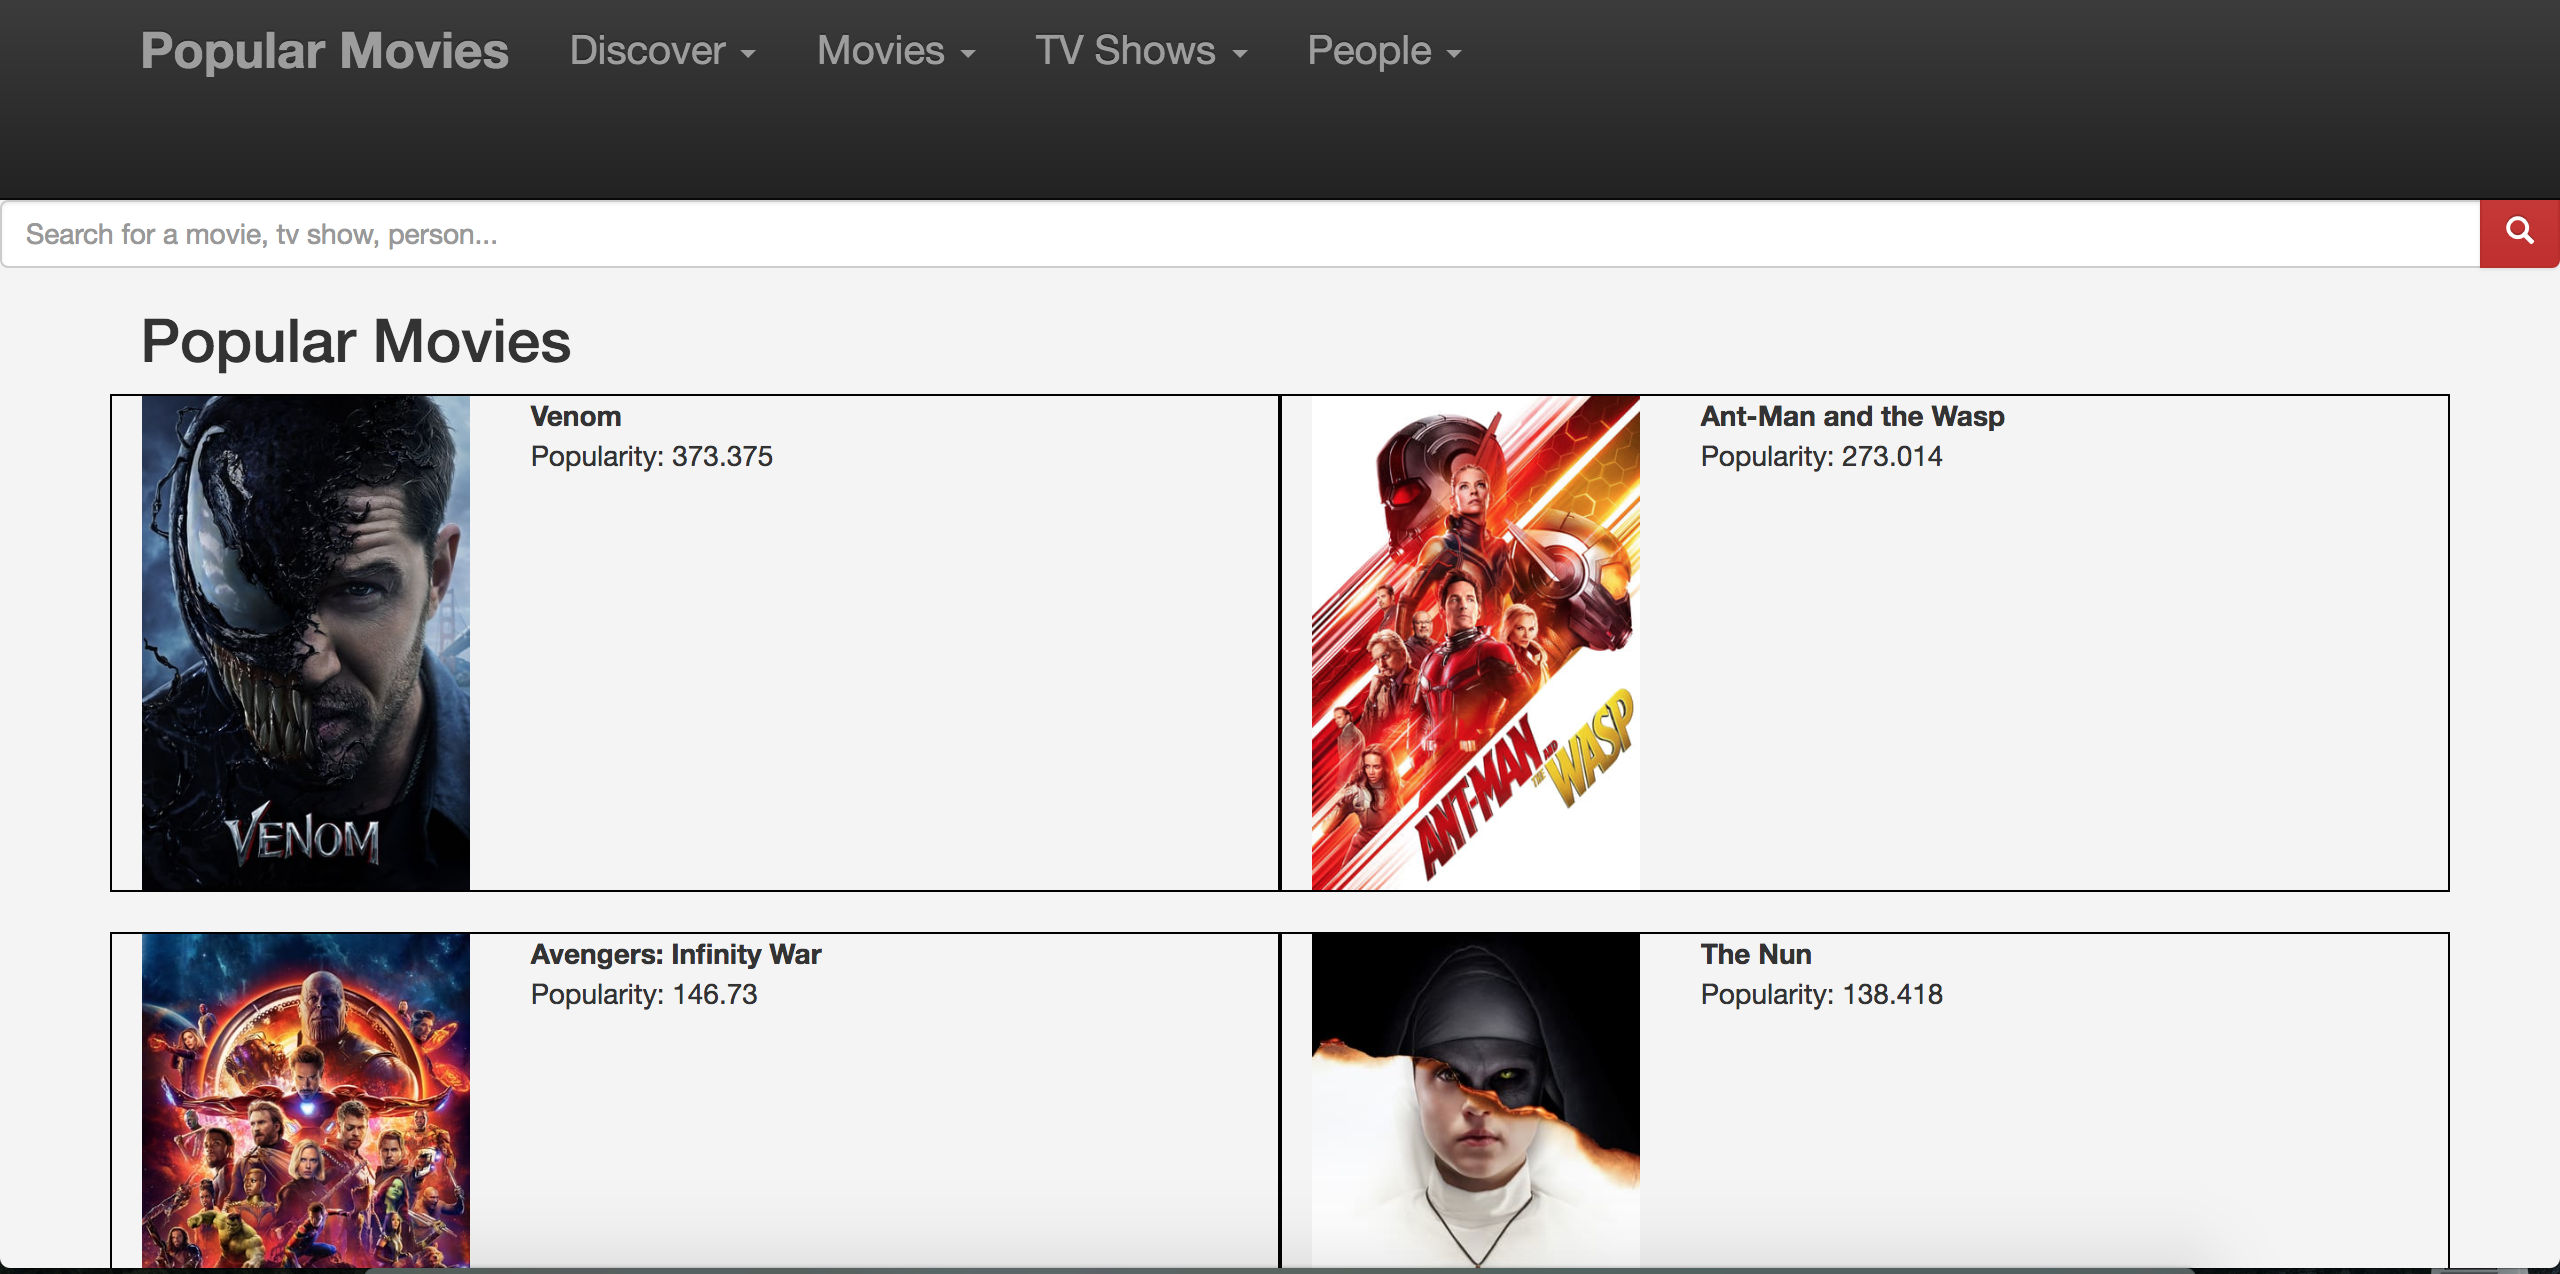 Popular Movies Discover Movies TV Shows People
Search for a movie, tv show, person...
Popular Movies
Venom
Popularity: 373.375
VENOM
Ant-Man and the Wasp
Popularity: 273.014
ANT-MAN AND THE WASP
Avengers: Infinity War
Popularity: 146.73
The Nun
Popularity: 138.418